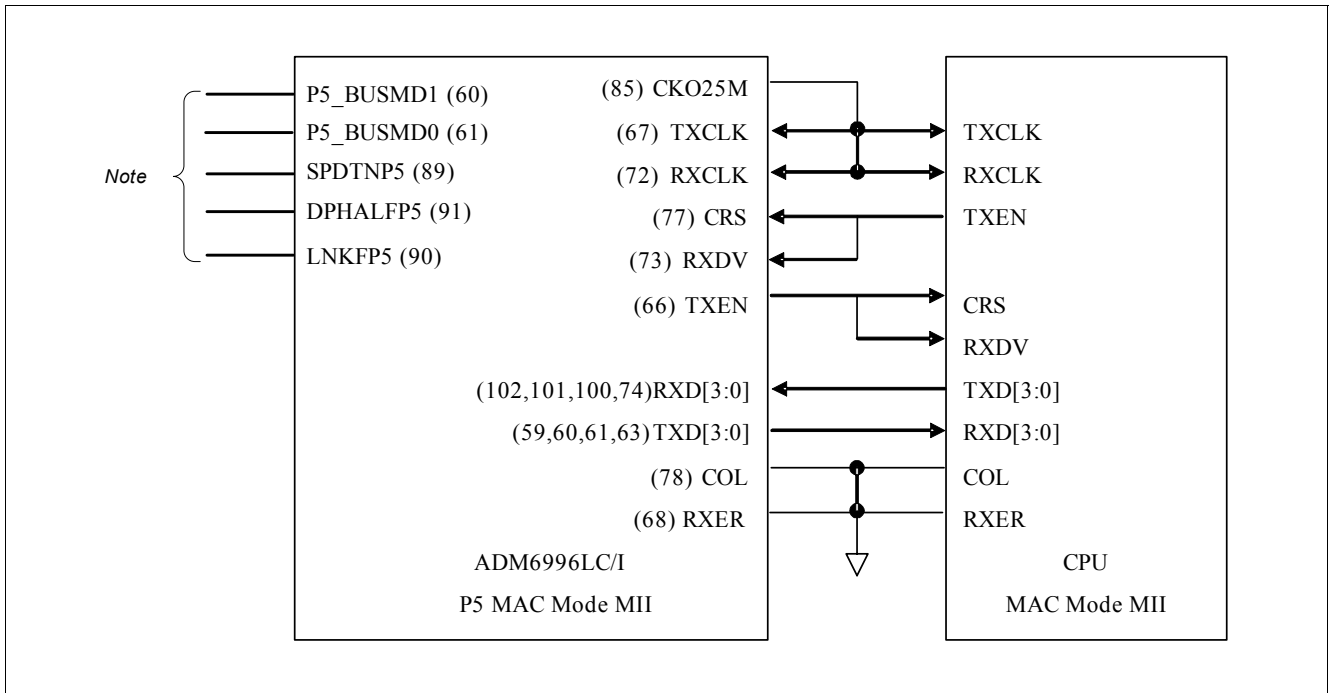 Note
P5_BUSMD1 (60)
P5_BUSMD0 (61)
SPDTNP5 (89)
DPHALFP5 (91)
LNKFP5 (90)
(85) CKO25M
(67) TXCLK
(72) RXCLK
(77) CRS
(73) RXDV
(66) TXEN
(102,101,100,74)RXD[3:0]
(59,60,61,63)TXD[3:0]
(78) COL
(68) RXER
ADM6996LC/I
P5 MAC Mode MII
TXCLK
RXCLK
TXEN
CRS
RXDV
TXD[3:0]
RXD[3:0]
COL
RXER
CPU
MAC Mode MII